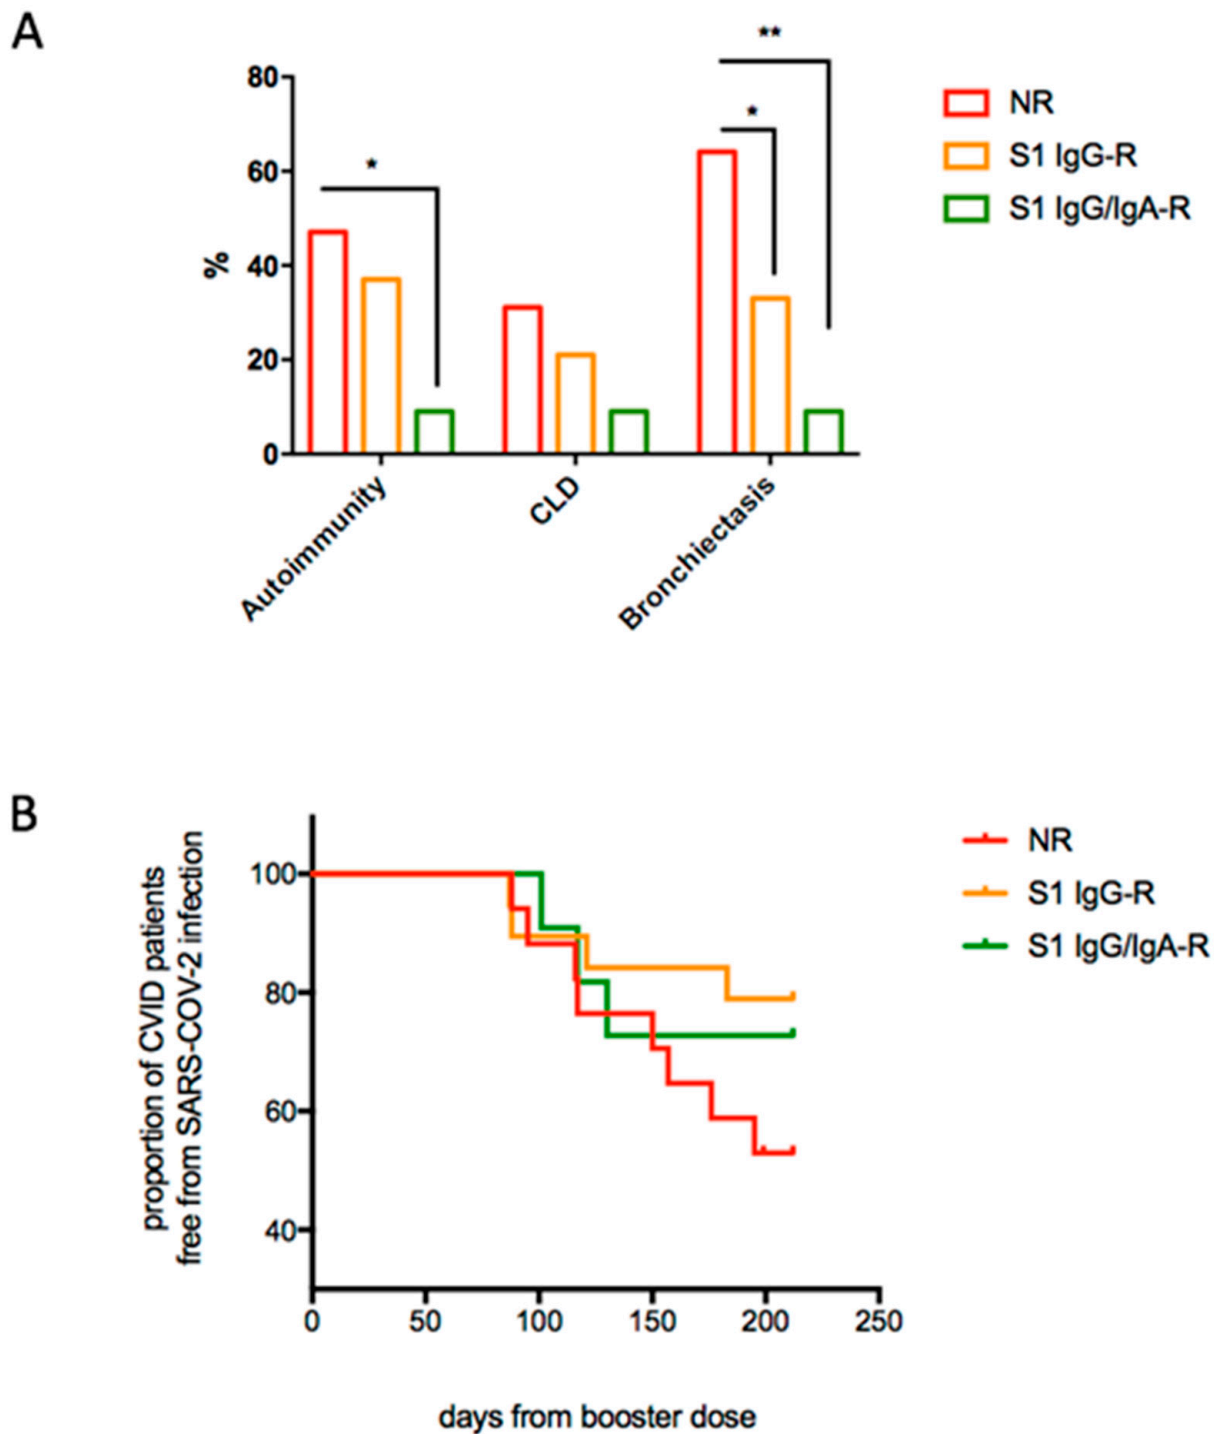 A
**
*
*
80
60
40
20
0
%
Autoimmunity
CLD
Bronchiectasis
NR
S1 IgG-R
S1 IgG/IgA-R
B
proportion of CVID patients
free from SARS-COV-2 infection
100
80
60
40
0
50
100
150
200
250
days from booster dose
NR
S1 IgG-R
S1 IgG/IgA-R